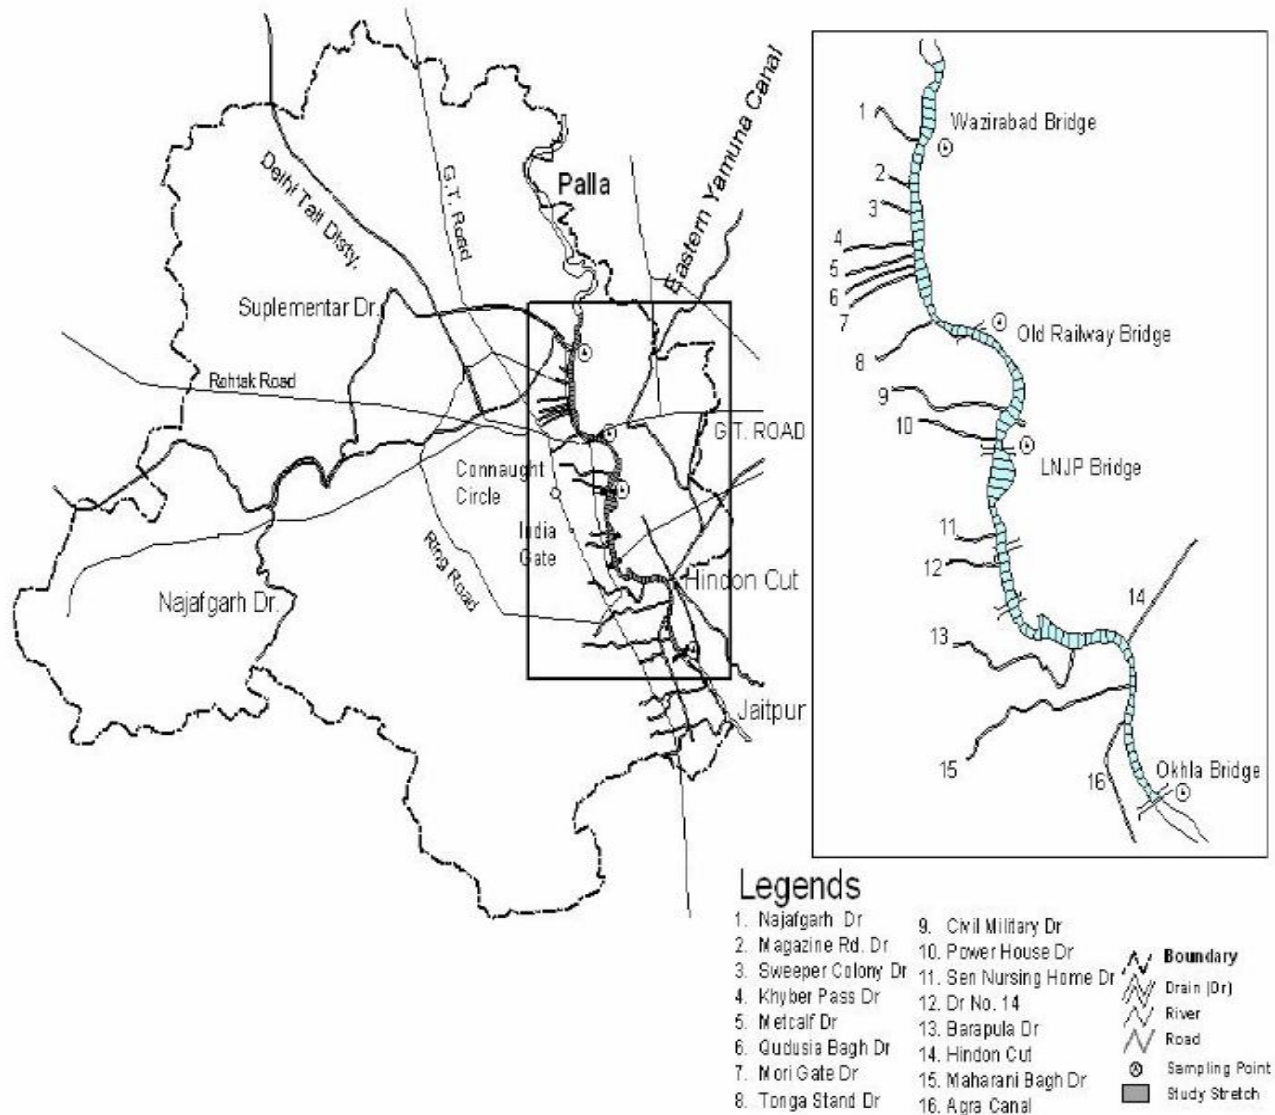 Palla
Eastern Yamuna Canal
Delhi Tail Disty.
G.T. Road
Suplementar Dr.
Rohtak Road
G.T. ROAD
Connaught
Circle
India
Gate
Ring Road
Hindon Cut
Najafgarh Dr.
Jaitpur
1
Wazirabad Bridge
2
3
4
5
6
7
Old Railway Bridge
8
9
10
LNJP Bridge
11
12
14
13
15
16
Okhla Bridge
Legends
1. Najafgarh Dr
2. Magazine Rd. Dr
3. Sweeper Colony Dr
4. Khyber Pass Dr
5. Metcalf Dr
6. Qudusia Bagh Dr
7. Mori Gate Dr
8. Tonga Stand Dr
9. Civil Military Dr
10. Power House Dr
11. Sen Nursing Home Dr
12. Dr No. 14
13. Barapula Dr
14. Hindon Cut
15. Maharani Bagh Dr
16. Agra Canal
Boundary
Drain (Dr)
River
Road
Sampling Point
Study Stretch